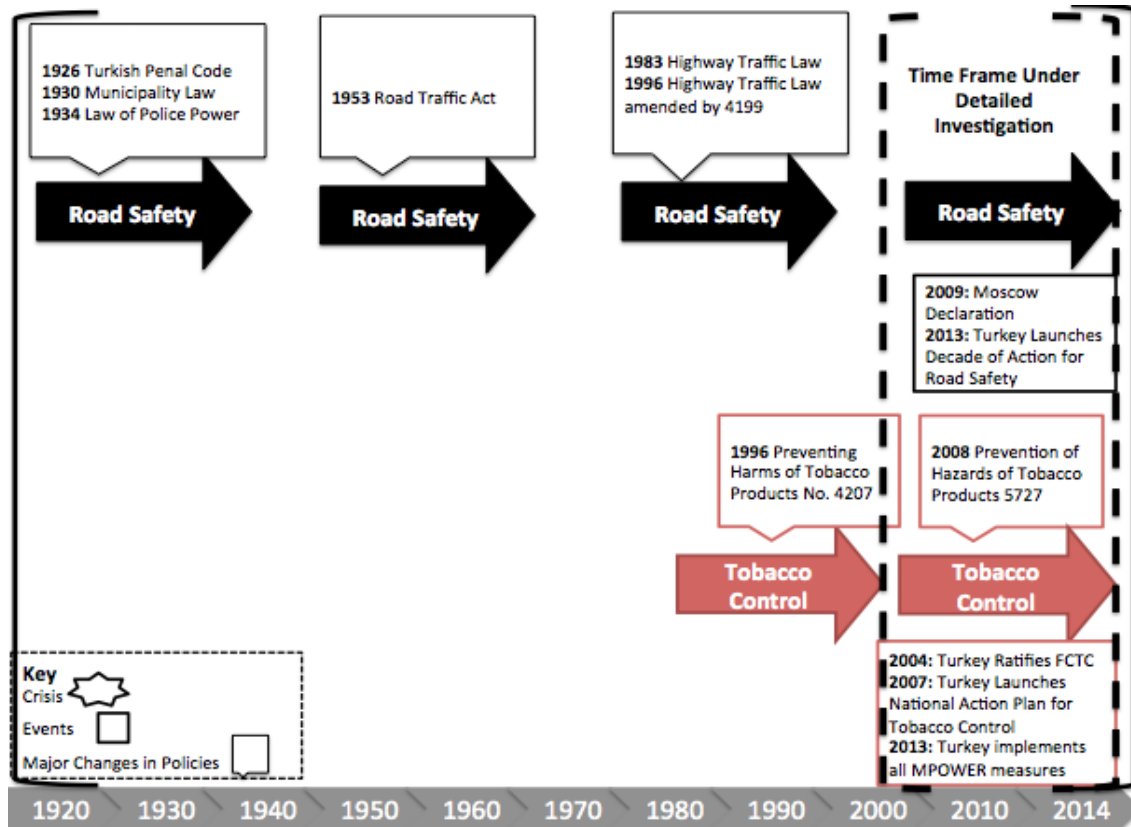 1926 Turkish Penal Code
1930 Municipality Law
1934 Law of Police Power
Road Safety
1953 Road Traffic Act
Road Safety
1983 Highway Traffic Law
1996 Highway Traffic Law
amended by 4199
Road Safety
Time Frame Under
Detailed
Investigation
Road Safety
2009: Moscow
Declaration
2013: Turkey Launches
Decade of Action for
Road Safety
1996 Preventing
Harms of Tobacco
Products No. 4207
Tobacco
Control
2008 Prevention of
Hazards of Tobacco
Products 5727
Tobacco
Control
2004: Turkey Ratifies FCTC
2007: Turkey Launches
National Action Plan for
Tobacco Control
2013: Turkey implements
all MPOWER measures
Key
Crisis
Events
Major Changes in Policies
1920 1930 1940 1950 1960 1970 1980 1990 2000 2010 2014